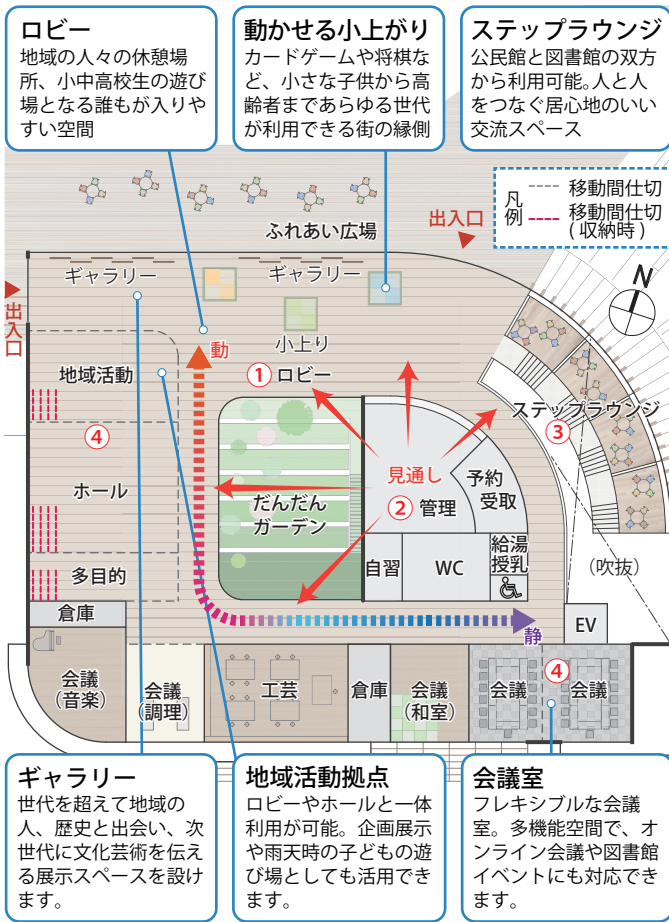 ロビー
地域の人々の休憩場
所、小中高校生の遊び
場となる誰もが入りや
すい空間
動かせる小上がり
カードゲームや将棋な
ど、小さな子供から高
齢者まであらゆる世代
が利用できる街の縁側
ステップラウンジ
公民館と図書館の双方
から利用可能。人と人
をつなぐ居心地のいい
交流スペース
凡例
移動間仕切
移動間仕切
(収納時)
ふれあい広場
出入口
N
ギャラリー
ギャラリー
出入口
小上り
動
地域活動
① ロビー
ステップラウンジ
③
④
見通し
② 管理
予約
受取
ホール
だんだん
ガーデン
自習
WC
給湯
授乳
(吹抜)
多目的
倉庫
静
EV
会議
(音楽)
会議
(調理)
工芸
倉庫
会議
(和室)
会議
④
会議
ギャラリー
世代を超えて地域の
人、歴史と出会い、次
世代に文化芸術を伝え
る展示スペースを設け
ます。
地域活動拠点
ロビーやホールと一体
利用が可能。企画展示
や雨天時の子どもの遊
び場としても活用でき
ます。
会議室
フレキシブルな会議
室。多機能空間で、オ
ンライン会議や図書館
イベントにも対応でき
ます。